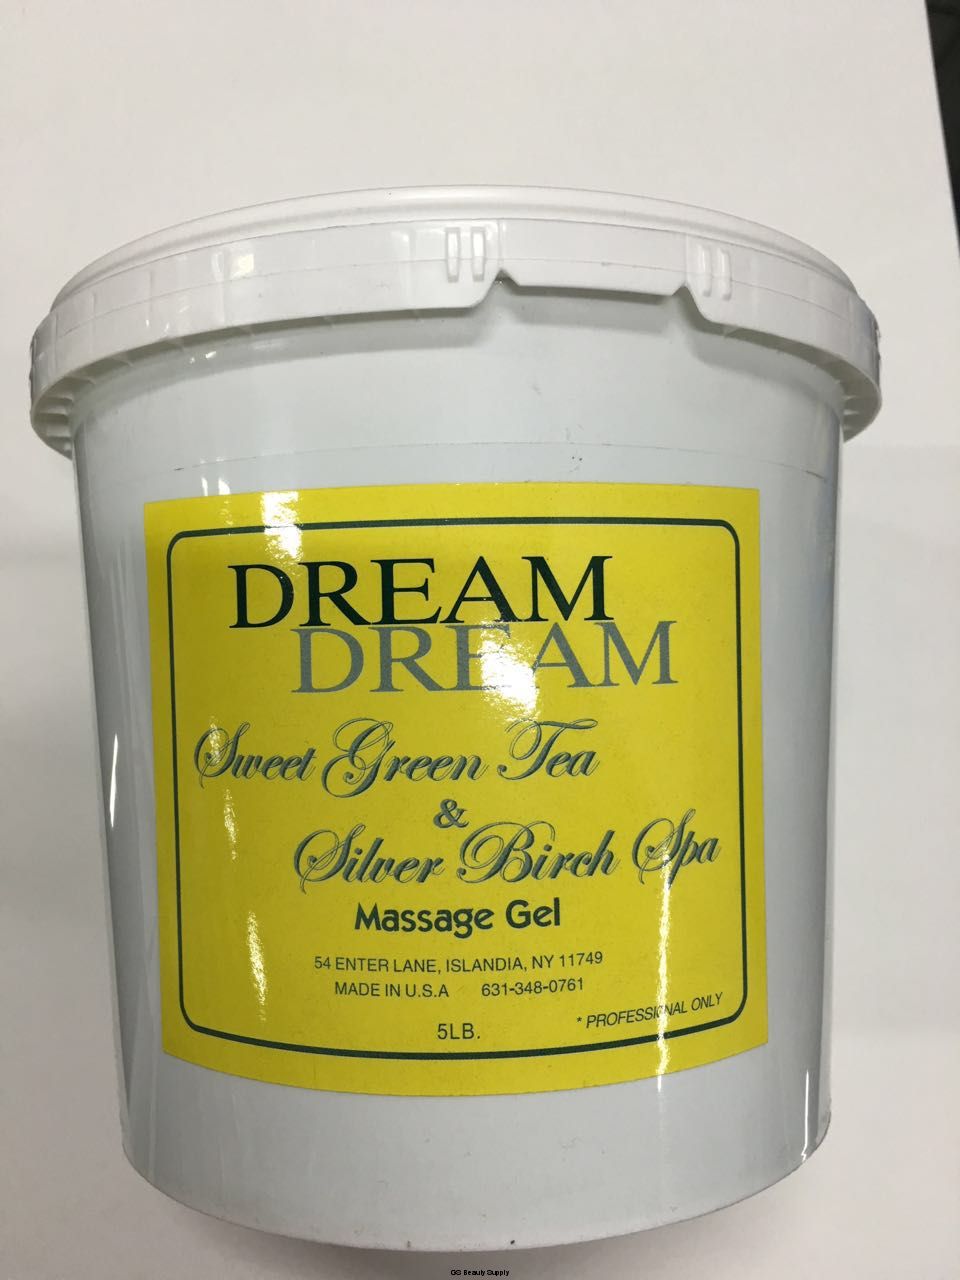 DREAM
DREAM
Sweet Green Tea
&
Silver Birch Spa
Massage Gel
54 ENTER LANE, ISLANDIA, NY 11749
MADE IN U.S.A 631-348-0761
* PROFESSIONAL ONLY
5LB.
GS Beauty Supply